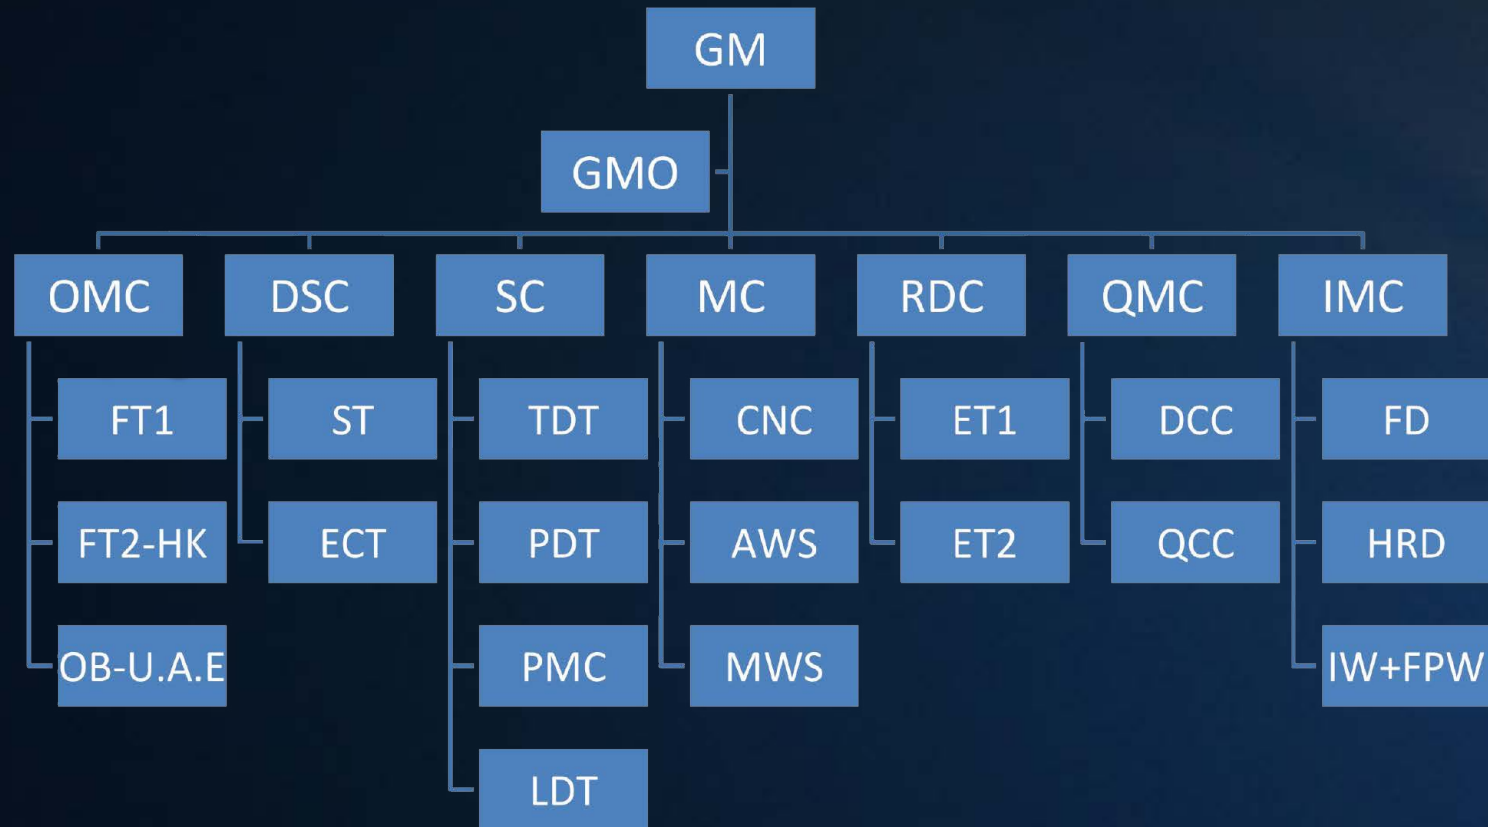 GM
GMO
OMC
DSC
SC
MC
RDC
QMC
IMC
FT1
ST
TDT
CNC
ET1
DCC
FD
FT2-HK
ECT
PDT
AWS
ET2
QCC
HRD
OB-U.A.E
PMC
MWS
IW+FPW
LDT